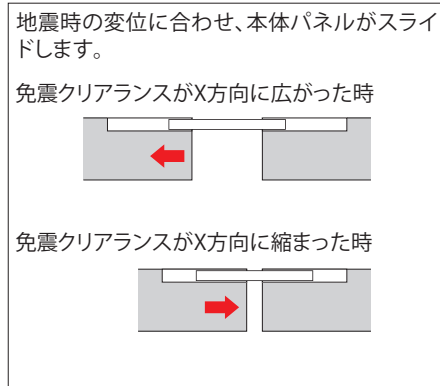 地震時の変位に合わせ、本体パネルがスライ
ドします。
免震クリアランスがX方向に広がった時
免震クリアランスがX方向に縮まった時